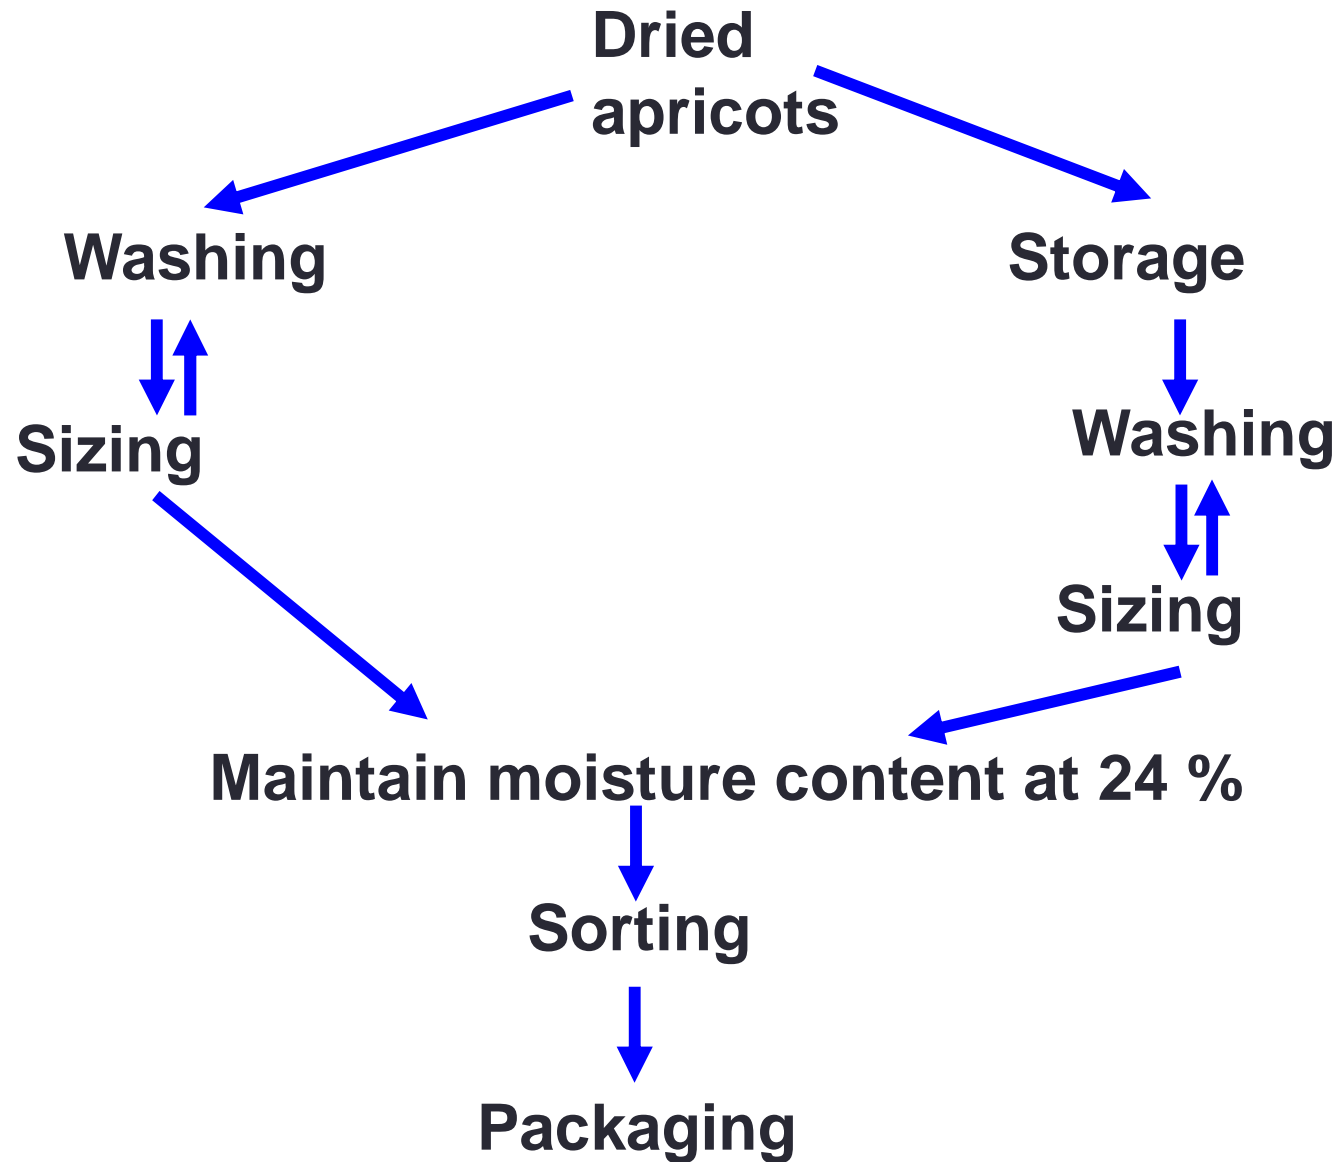 Dried
apricots
Washing
Storage
Sizing
Washing
Sizing
Maintain moisture content at 24 %
Sorting
Packaging